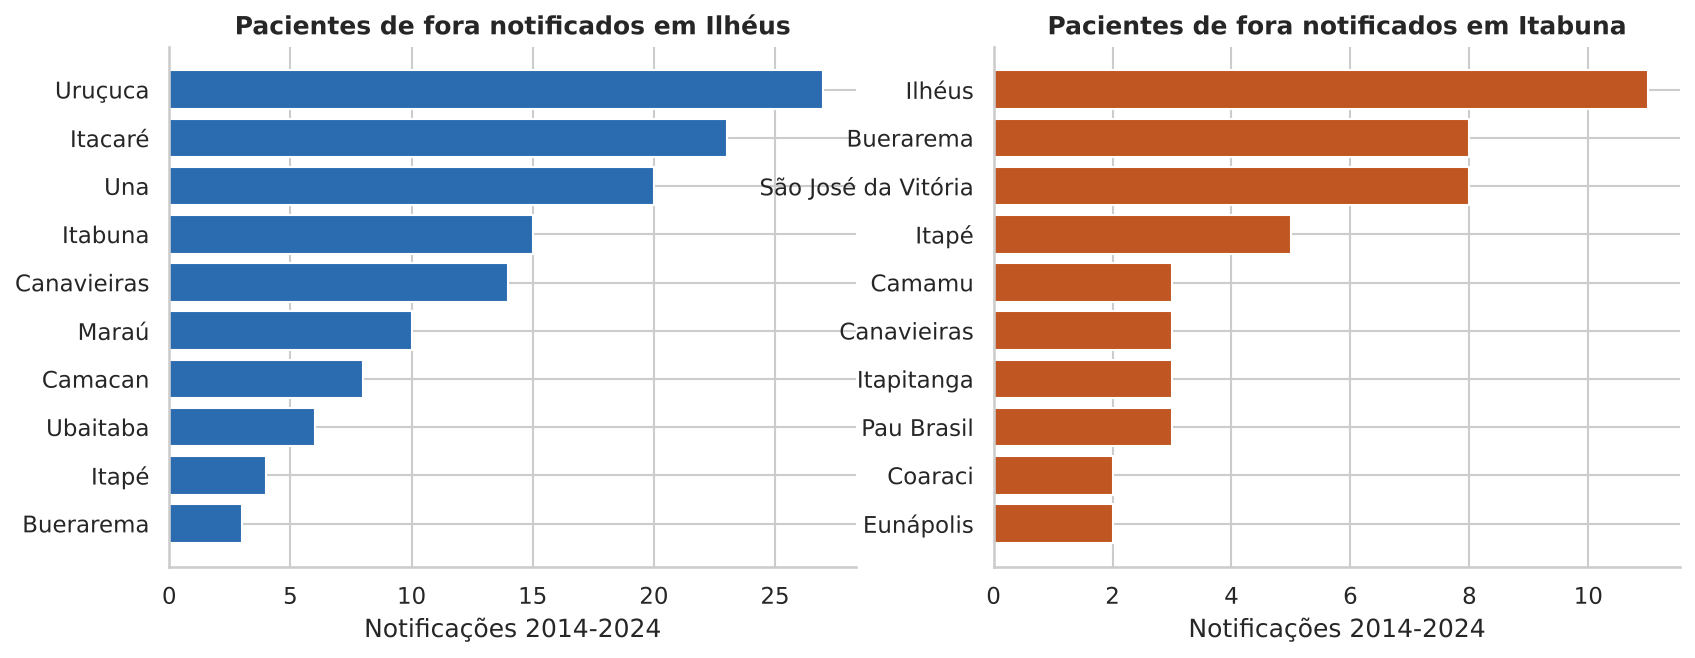 Pacientes de fora notificados em Ilhéus
Uruçuca
Itacaré
Una
Itabuna
Canavieiras
Maraú
Camacan
Ubaitaba
Itapé
Buerarema
0 5 10 15 20 25
Notificações 2014-2024
Pacientes de fora notificados em Itabuna
Ilhéus
Buerarema
São José da Vitória
Itapé
Camamu
Canavieiras
Itapitanga
Pau Brasil
Coaraci
Eunápolis
0 2 4 6 8 10
Notificações 2014-2024